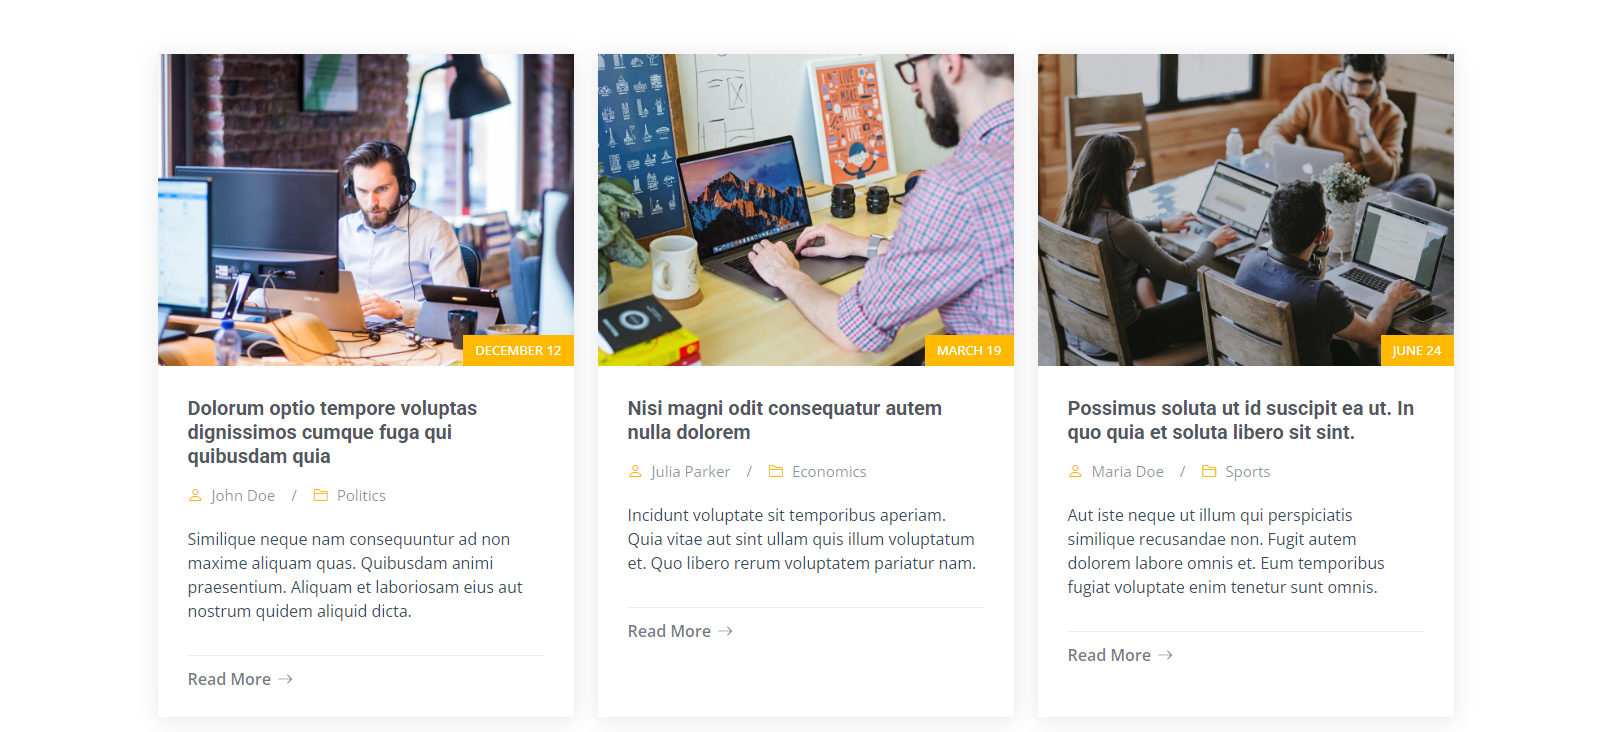 DECEMBER 12
Dolorum optio tempore voluptas
dignissimos cumque fuga qui
quibusdam quia
John Doe / Politics
Similique neque nam consequuntur ad non
maxime aliquam quas. Quibusdam animi
praesentium. Aliquam et laboriosam eius aut
nostrum quidem aliquid dicta.
Read More →
LIVE
MAKE
MAKE
LIVE
MARCH 19
Nisi magni odit consequatur autem
nulla dolorem
Julia Parker / Economics
Incidunt voluptate sit temporibus aperiam.
Quia vitae aut sint ullam quis illum voluptatum
et. Quo libero rerum voluptatem pariatur nam.
Read More →
JUNE 24
Possimus soluta ut id suscipit ea ut. In
quo quia et soluta libero sit sint.
Maria Doe / Sports
Aut iste neque ut illum qui perspiciatis
similique recusandae non. Fugit autem
dolorem labore omnis et. Eum temporibus
fugiat voluptate enim tenetur sunt omnis.
Read More →